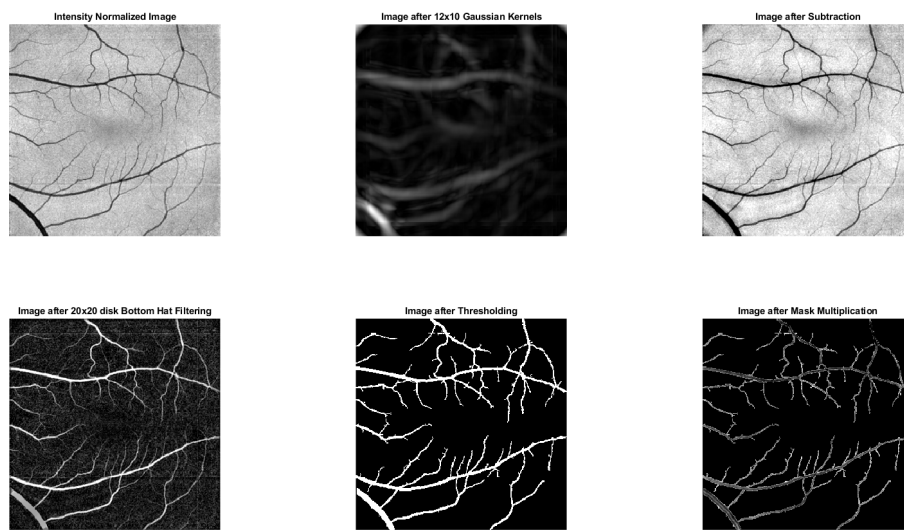 Intensity Normalized Image
Image after 12x10 Gaussian Kernels
Image after Subtraction
Image after 20x20 disk Bottom Hat Filtering
Image after Thresholding
Image after Mask Multiplication